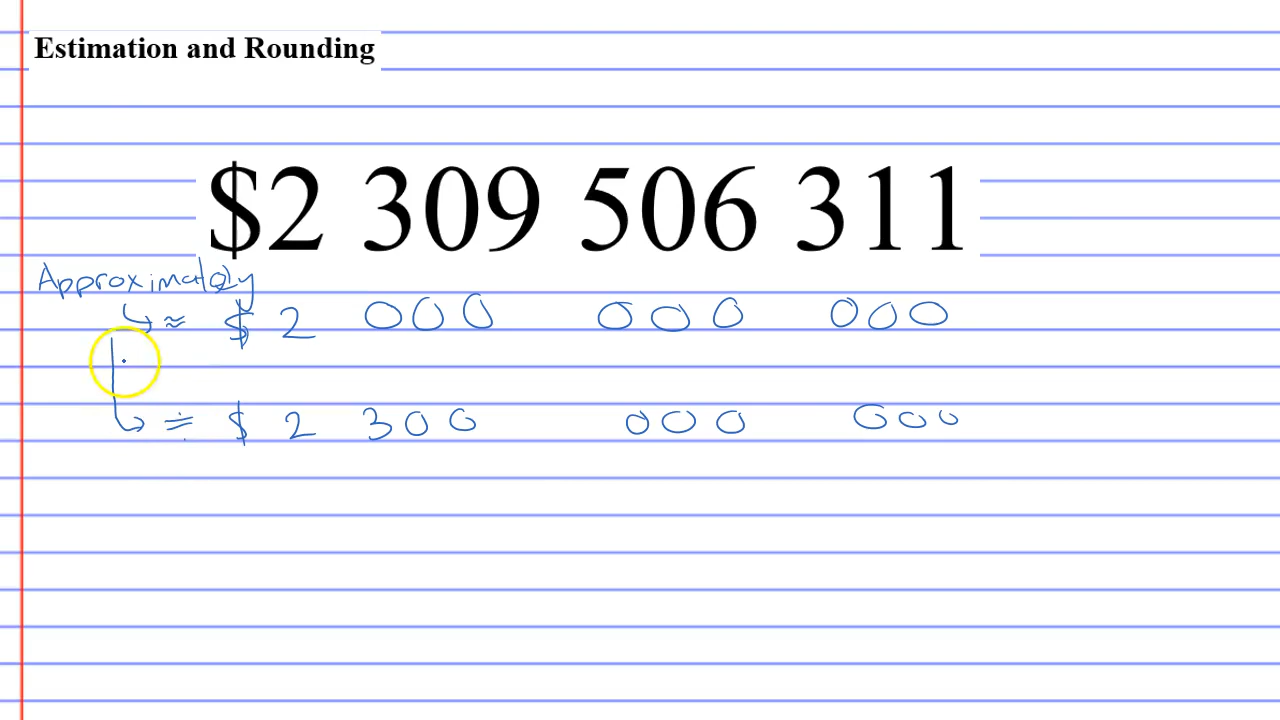 Estimation and Rounding
$2 309 506 311
Approximately
≈ $ 2 000 000 000
≑ $ 2 300 000 000